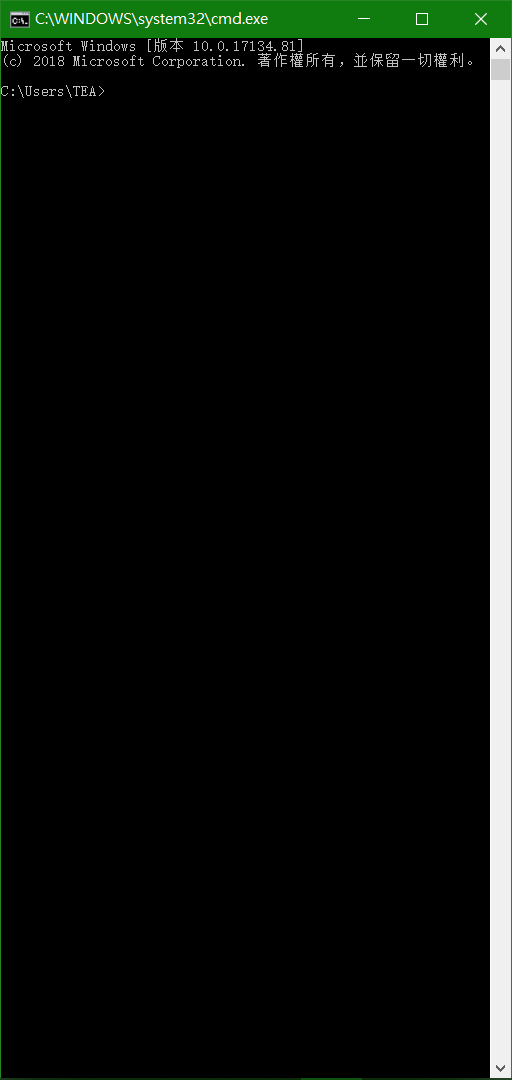 C:\WINDOWS\system32\cmd.exe
Microsoft Windows [版本 10.0.17134.81]
(c) 2018 Microsoft Corporation. 著作權所有，並保留一切權利。
C:\Users\TEA>